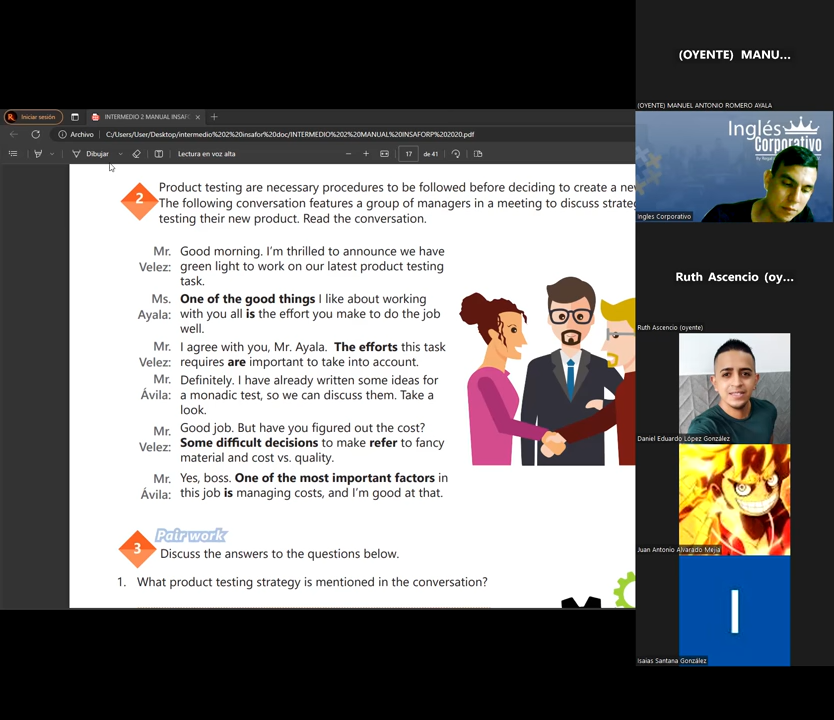 (OYENTE) MANU...
(OYENTE) MANUEL ANTONIO ROMERO AYALA
Iniciar sesión
INTERMEDIO 2 MANUAL INSAF
Archivo
C:/Users/User/Desktop/intermedio%202%20insafor%20doc/INTERMEDIO%202%20MANUAL%20INSAFORP%202020.pdf
Dibujar
Lectura en voz alta
17
de 41
2
Product testing are necessary procedures to be followed before deciding to create a ne
The following conversation features a group of managers in a meeting to discuss strate
testing their new product. Read the conversation.
Mr. Velez:
Good morning. I'm thrilled to announce we have
green light to work on our latest product testing
task.
Ms. Ayala:
One of the good things I like about working
with you all is the effort you make to do the job
well.
Mr. Velez:
I agree with you, Mr. Ayala. The efforts this task
requires are important to take into account.
Mr. Ávila:
Definitely. I have already written some ideas for
a monadic test, so we can discuss them. Take a
look.
Mr. Velez:
Good job. But have you figured out the cost?
Some difficult decisions to make refer to fancy
material and cost vs. quality.
Mr. Ávila:
Yes, boss. One of the most important factors in
this job is managing costs, and I'm good at that.
3
Pair work
Discuss the answers to the questions below.
1. What product testing strategy is mentioned in the conversation?
Inglés
Corporativo
Ingles Corporativo
Ruth Ascencio (oy...
Ruth Ascencio (oyente)
Daniel Eduardo López González
Juan Antonio Alvarado Mejía
I
Isaias Santana González